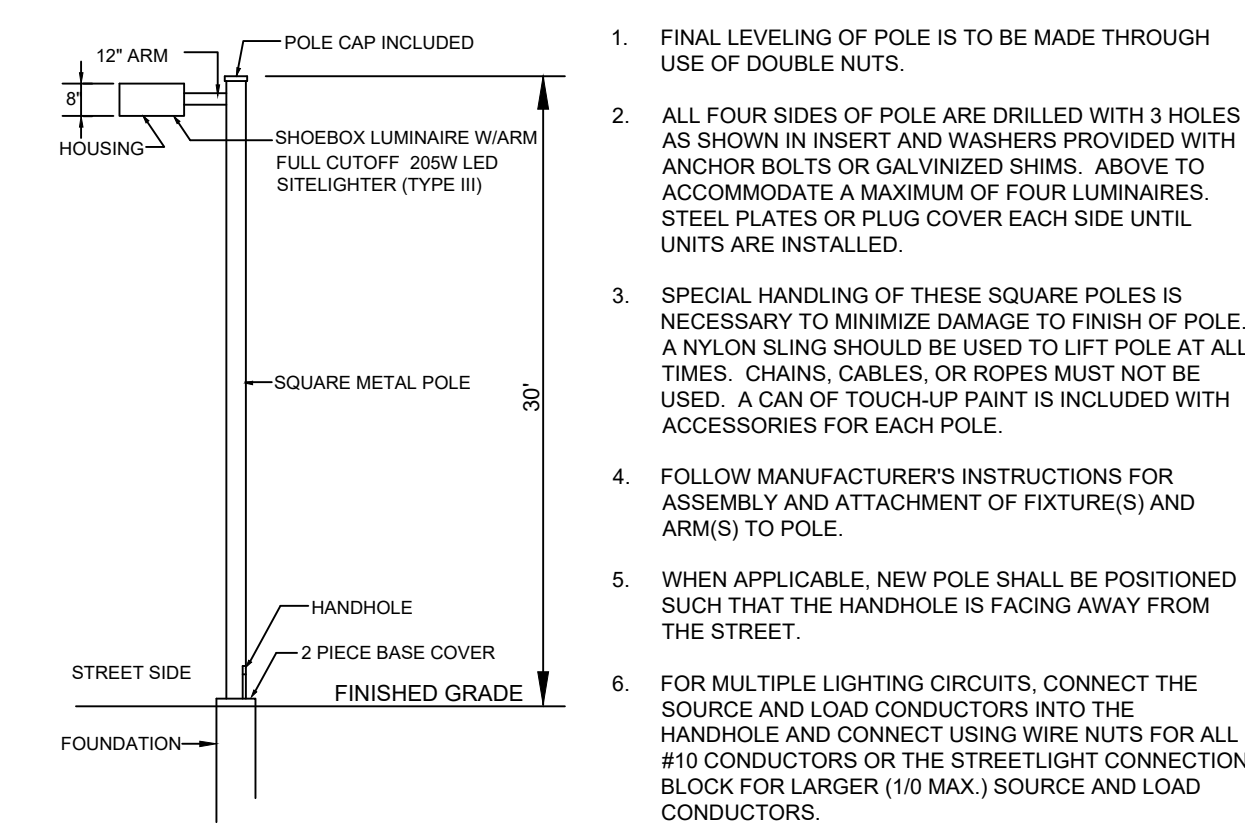 POLE CAP INCLUDED
12" ARM
8"
HOUSING
SHOEBOX LUMINAIRE W/ARM
FULL CUTOFF 205W LED
SITELIGHTER (TYPE III)
SQUARE METAL POLE
30'
HANDHOLE
2 PIECE BASE COVER
STREET SIDE
FINISHED GRADE
FOUNDATION
1. FINAL LEVELING OF POLE IS TO BE MADE THROUGH
USE OF DOUBLE NUTS.
2. ALL FOUR SIDES OF POLE ARE DRILLED WITH 3 HOLES
AS SHOWN IN INSERT AND WASHERS PROVIDED WITH
ANCHOR BOLTS OR GALVINIZED SHIMS. ABOVE TO
ACCOMMODATE A MAXIMUM OF FOUR LUMINAIRES.
STEEL PLATES OR PLUG COVER EACH SIDE UNTIL
UNITS ARE INSTALLED.
3. SPECIAL HANDLING OF THESE SQUARE POLES IS
NECESSARY TO MINIMIZE DAMAGE TO FINISH OF POLE.
A NYLON SLING SHOULD BE USED TO LIFT POLE AT ALL
TIMES. CHAINS, CABLES, OR ROPES MUST NOT BE
USED. A CAN OF TOUCH-UP PAINT IS INCLUDED WITH
ACCESSORIES FOR EACH POLE.
4. FOLLOW MANUFACTURER'S INSTRUCTIONS FOR
ASSEMBLY AND ATTACHMENT OF FIXTURE(S) AND
ARM(S) TO POLE.
5. WHEN APPLICABLE, NEW POLE SHALL BE POSITIONED
SUCH THAT THE HANDHOLE IS FACING AWAY FROM
THE STREET.
6. FOR MULTIPLE LIGHTING CIRCUITS, CONNECT THE
SOURCE AND LOAD CONDUCTORS INTO THE
HANDHOLE AND CONNECT USING WIRE NUTS FOR ALL
#10 CONDUCTORS OR THE STREETLIGHT CONNECTION
BLOCK FOR LARGER (1/0 MAX.) SOURCE AND LOAD
CONDUCTORS.